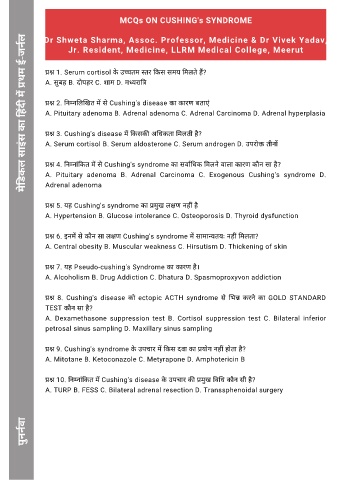 MCQs ON CUSHING's SYNDROME
Dr Shweta Sharma, Assoc. Professor, Medicine & Dr Vivek Yadav,
Jr. Resident, Medicine, LLRM Medical College, Meerut
मेडिकल साइंस का हिंदी में प्रथम ई-जर्नल
प्रश्न 1. Serum cortisol के उच्चतम स्तर किस समय मिलते हैं?
A. सुबह B. दोपहर C. शाम D. मध्यरात्रि
प्रश्न 2. निम्नलिखित में से Cushing's disease का कारण बताएं
A. Pituitary adenoma B. Adrenal adenoma C. Adrenal Carcinoma D. Adrenal hyperplasia
प्रश्न 3. Cushing's disease में किसकी अधिकता मिलती है?
A. Serum cortisol B. Serum aldosterone C. Serum androgen D. उपरोक्त तीनों
प्रश्न 4. निम्नांकित में से Cushing's syndrome का सर्वाधिक मिलने वाला कारण कौन सा है?
A. Pituitary adenoma B. Adrenal Carcinoma C. Exogenous Cushing's syndrome D.
Adrenal adenoma
प्रश्न 5. यह Cushing's syndrome का प्रमुख लक्षण नहीं है
A. Hypertension B. Glucose intolerance C. Osteoporosis D. Thyroid dysfunction
प्रश्न 6. इनमें से कौन सा लक्षण Cushing's syndrome में सामान्यतयः नहीं मिलता?
A. Central obesity B. Muscular weakness C. Hirsutism D. Thickening of skin
प्रश्न 7. यह Pseudo-cushing's Syndrome का कारण है।
A. Alcoholism B. Drug Addiction C. Dhatura D. Spasmoproxyvon addiction
प्रश्न 8. Cushing's disease को ectopic ACTH syndrome से भिन्न करने का GOLD STANDARD
TEST कौन सा है?
A. Dexamethasone suppression test B. Cortisol suppression test C. Bilateral inferior
petrosal sinus sampling D. Maxillary sinus sampling
प्रश्न 9. Cushing's syndrome के उपचार में किस दवा का प्रयोग नहीं होता है?
A. Mitotane B. Ketoconazole C. Metyrapone D. Amphotericin B
प्रश्न 10. निम्नांकित में Cushing's disease के उपचार की प्रमुख विधि कौन सी है?
A. TURP B. FESS C. Bilateral adrenal resection D. Transsphenoidal surgery
पुनर्नवा